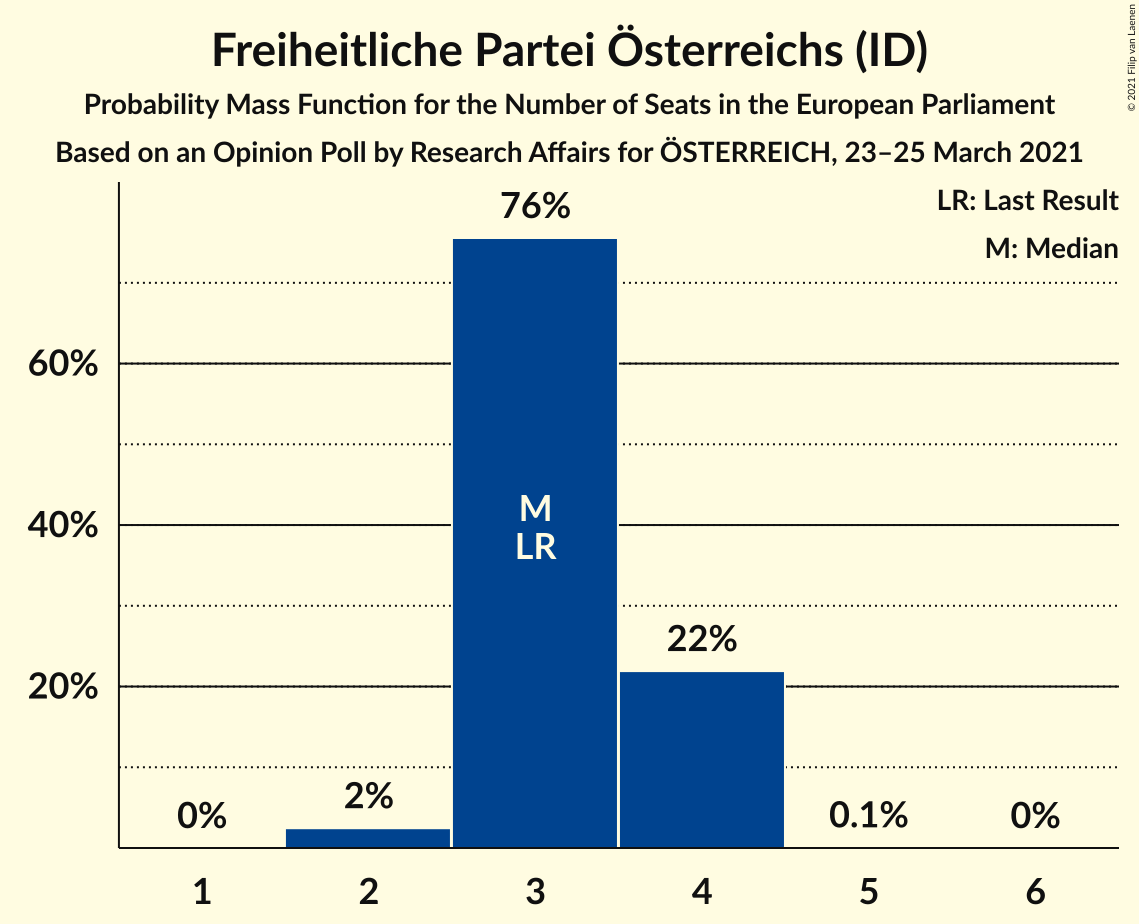 Freiheitliche Partei Österreichs (ID)
Probability Mass Function for the Number of Seats in the European Parliament
Based on an Opinion Poll by Research Affairs for ÖSTERREICH, 23–25 March 2021
© 2021 Filip van Laenen
LR: Last Result
M: Median
76%
60%
M
40%
LR
22%
20%
2%
0%
0.1%
0%
1 2 3 4 5 6